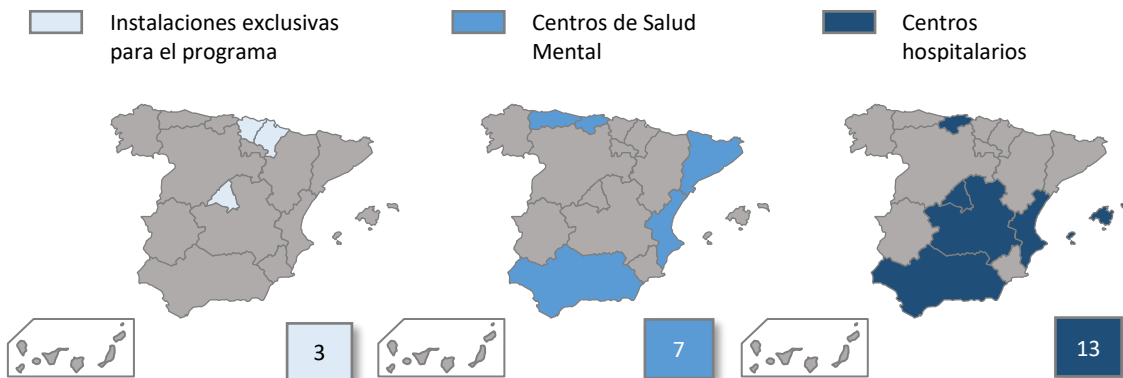 Instalaciones exclusivas
para el programa
Centros de Salud
Mental
Centros
hospitalarios
3
7
13